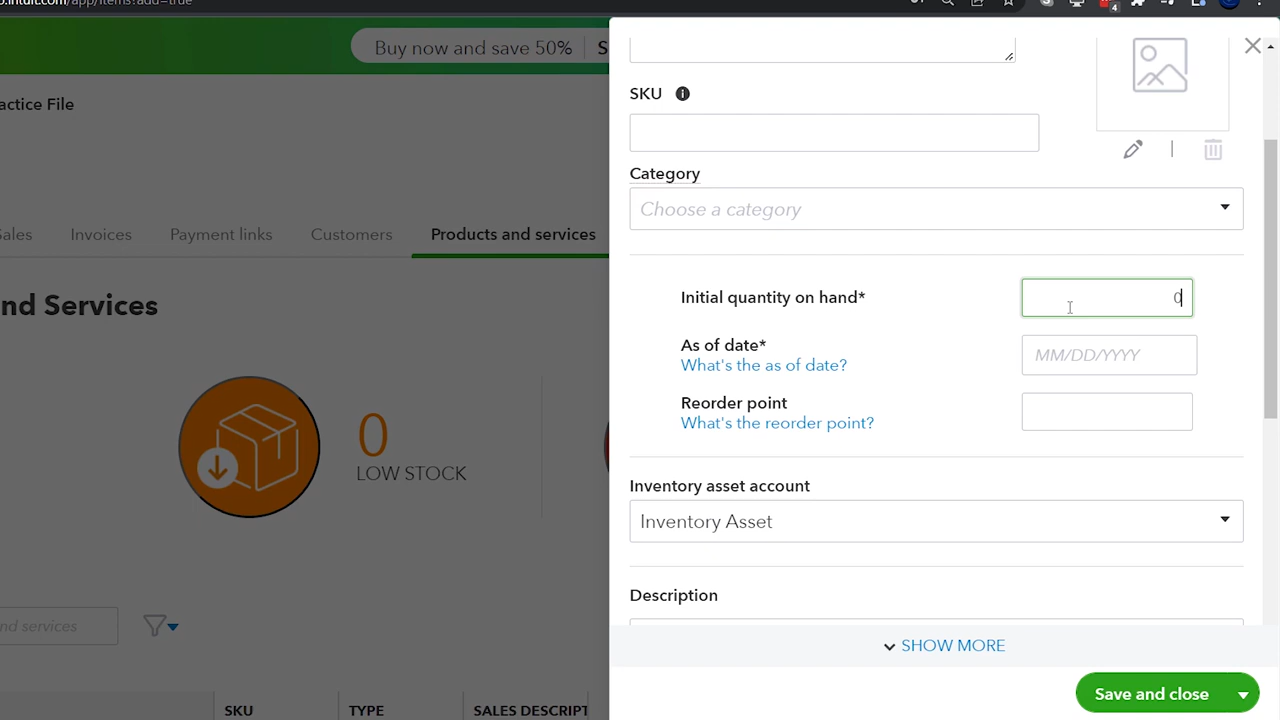 o.intuit.com/app/items?add=true
4
Buy now and save 50% S
actice File
SKU
Category
Choose a category
ales Invoices Payment links Customers Products and services
Initial quantity on hand* 0
nd Services
As of date* MM/DD/YYYY
What's the as of date?
Reorder point
What's the reorder point?
0
LOW STOCK
Inventory asset account
Inventory Asset
Description
nd services
SHOW MORE
Save and close
SKU TYPE SALES DESCRIPT